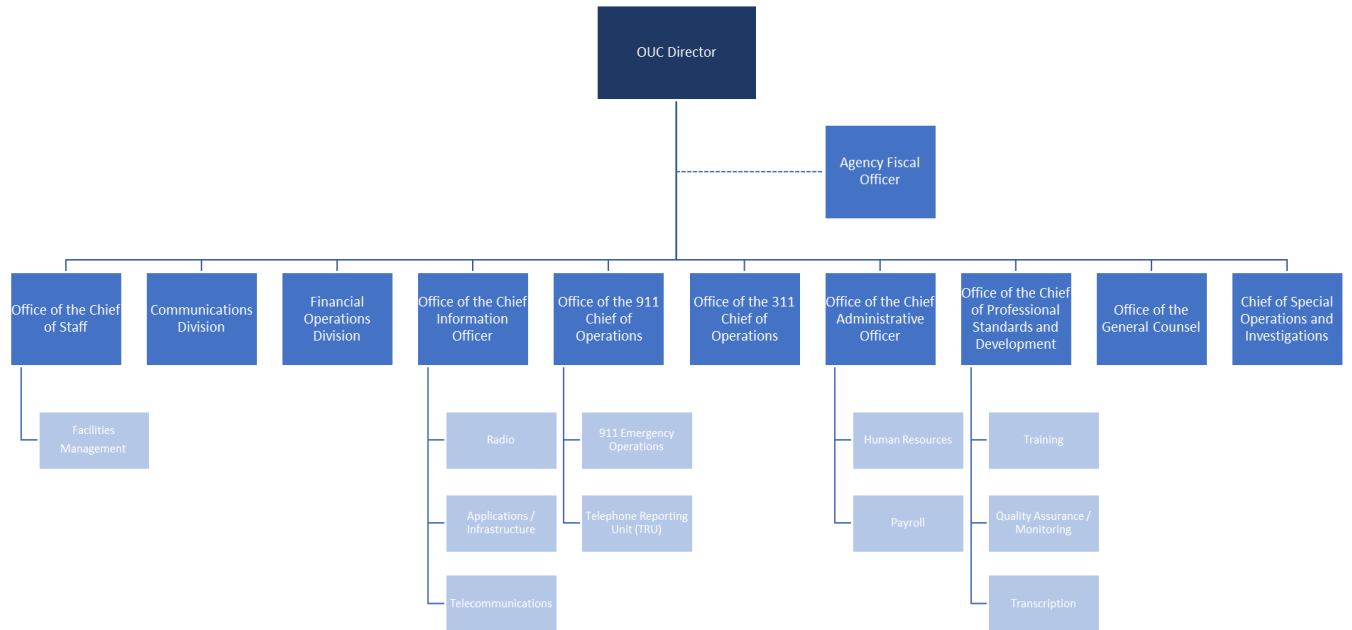 OUC Director
Agency Fiscal
Officer
Office of the Chief
of Staff
Communications
Division
Financial
Operations
Division
Office of the Chief
Information
Officer
Office of the 911
Chief of
Operations
Office of the 311
Chief of
Operations
Office of the Chief
Administrative
Officer
Office of the Chief
of Professional
Standards and
Development
Office of the
General Counsel
Chief of Special
Operations and
Investigations
Facilities
Management
Radio
911 Emergency
Operations
Human Resources
Training
Applications /
Infrastructure
Telephone Reporting
Unit (TRU)
Payroll
Quality Assurance /
Monitoring
Telecommunications
Transcription